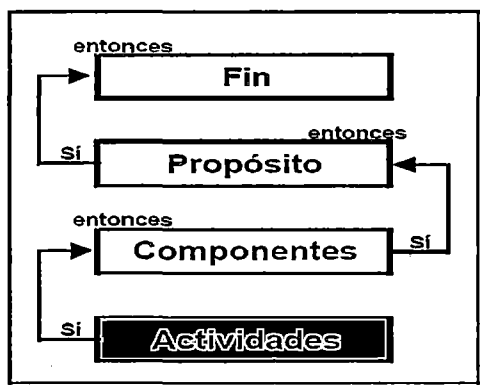 entonces
Fin
entonces
Sí
Propósito
entonces
Componentes
Sí
Sí
Actividades